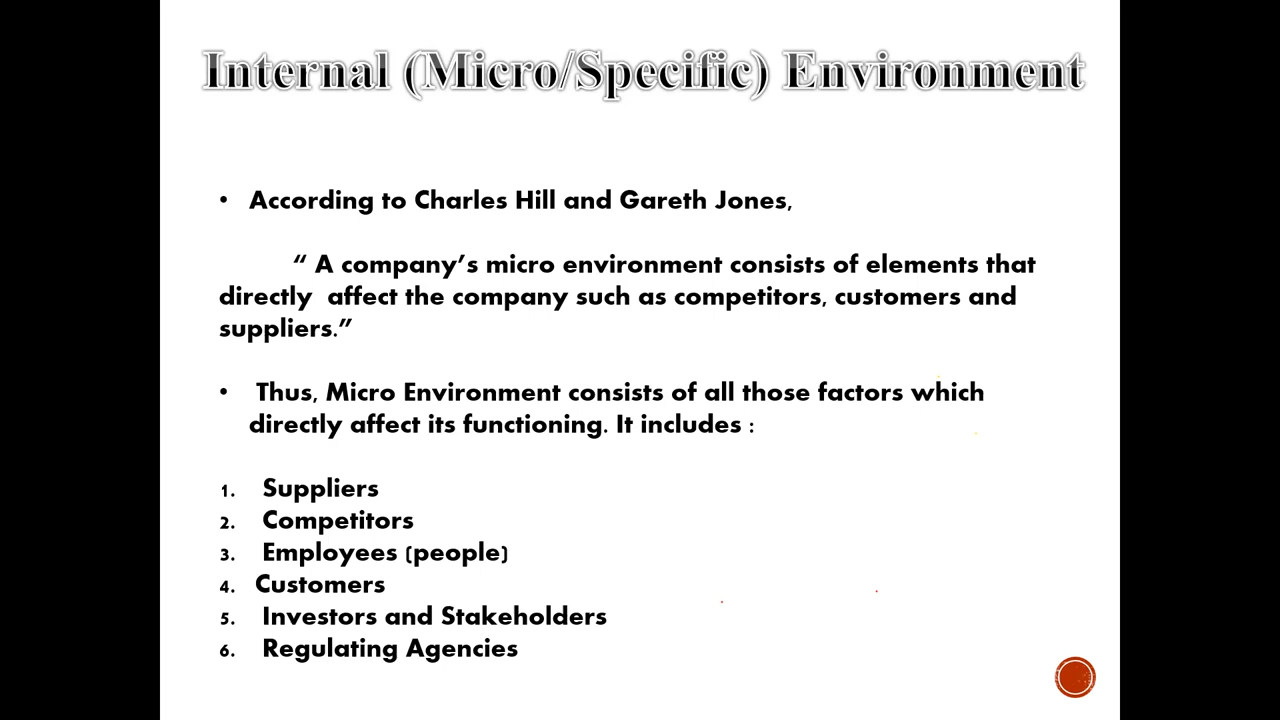 Internal (Micro/Specific) Environment
• According to Charles Hill and Gareth Jones,
“ A company’s micro environment consists of elements that
directly affect the company such as competitors, customers and
suppliers.”
• Thus, Micro Environment consists of all those factors which
directly affect its functioning. It includes :
1. Suppliers
2. Competitors
3. Employees (people)
4. Customers
5. Investors and Stakeholders
6. Regulating Agencies